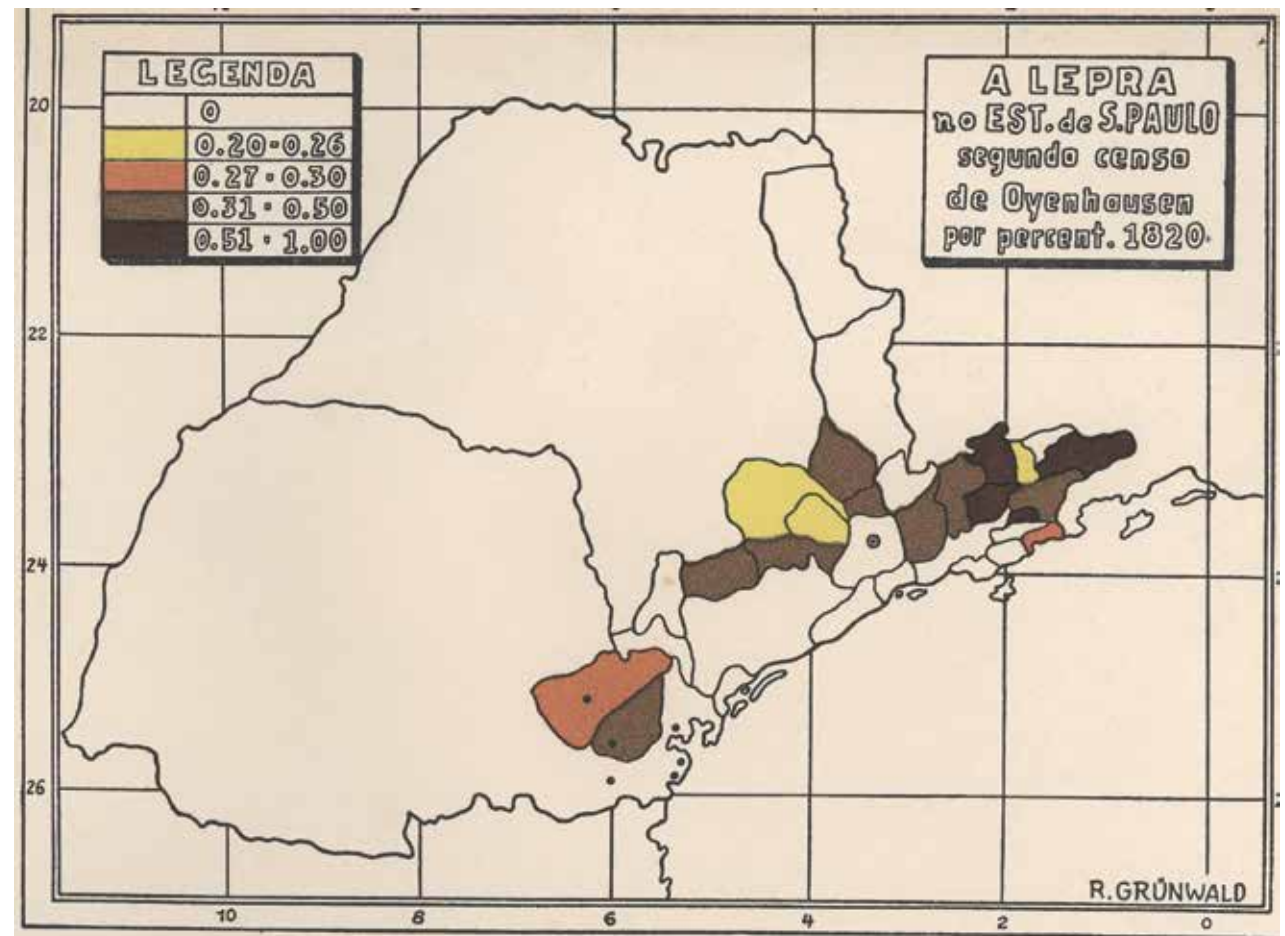 LEGENDA
0
0.20-0.26
0.27-0.30
0.31-0.50
0.51-1.00
A LEPRA
no EST. de S. PAULO
segundo censo
de Oyenhausen
por percent. 1820.
20
22
24
26
10
8
6
4
2
0
R. GRÜNWALD